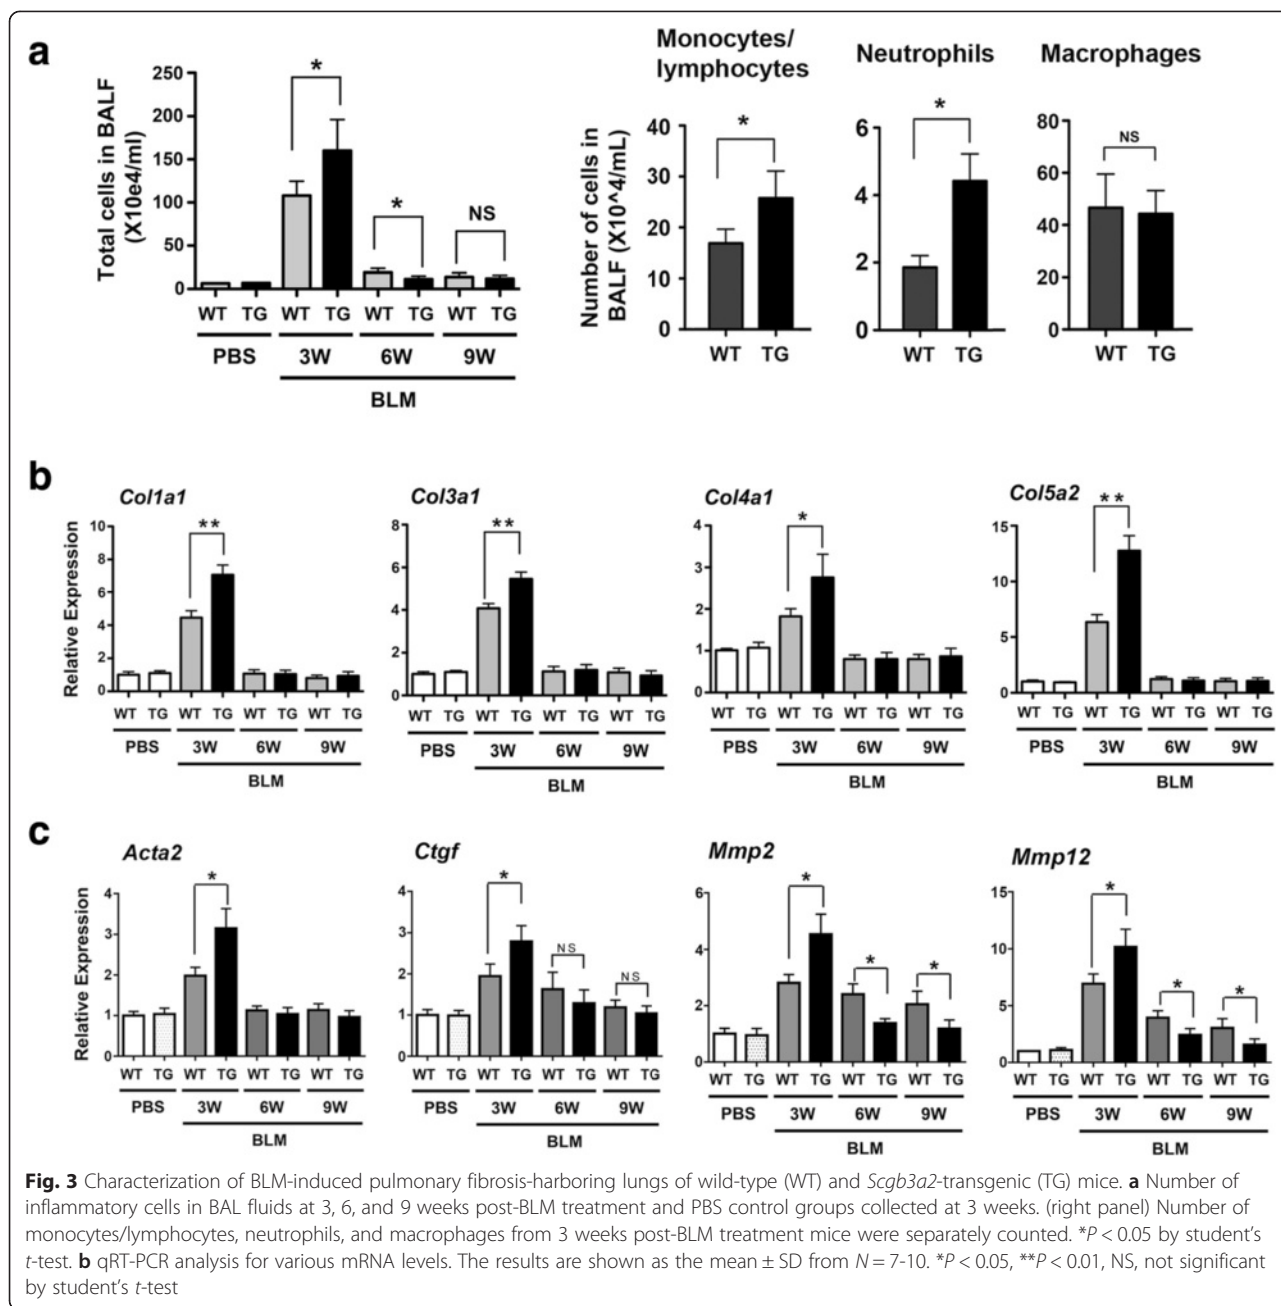 a
Total cells in BALF
(X10e4/ml)
250
200
150
100
50
0
*
*
NS
WT TG WT TG WT TG WT TG
PBS 3W 6W 9W
BLM
Monocytes/
lymphocytes
Number of cells in
BALF (X10^4/mL)
40
30
20
10
0
*
WT TG
Neutrophils
6
4
2
0
*
WT TG
Macrophages
80
60
40
20
0
NS
WT TG
b
Col1a1
Relative Expression
10
8
6
4
2
0
**
WT TG WT TG WT TG WT TG
PBS 3W 6W 9W
BLM
Col3a1
8
6
4
2
0
**
WT TG WT TG WT TG WT TG
PBS 3W 6W 9W
BLM
Col4a1
4
3
2
1
0
*
WT TG WT TG WT TG WT TG
PBS 3W 6W 9W
BLM
Col5a2
15
10
5
0
**
WT TG WT TG WT TG WT TG
PBS 3W 6W 9W
BLM
c
Acta2
Relative Expression
4
3
2
1
0
*
WT TG WT TG WT TG WT TG
PBS 3W 6W 9W
BLM
Ctgf
4
3
2
1
0
*
NS
NS
WT TG WT TG WT TG WT TG
PBS 3W 6W 9W
BLM
Mmp2
6
4
2
0
*
*
*
WT TG WT TG WT TG WT TG
PBS 3W 6W 9W
BLM
Mmp12
15
10
5
0
*
*
*
WT TG WT TG WT TG WT TG
PBS 3W 6W 9W
BLM
Fig. 3 Characterization of BLM-induced pulmonary fibrosis-harboring lungs of wild-type (WT) and Scgb3a2-transgenic (TG) mice. a Number of
inflammatory cells in BAL fluids at 3, 6, and 9 weeks post-BLM treatment and PBS control groups collected at 3 weeks. (right panel) Number of
monocytes/lymphocytes, neutrophils, and macrophages from 3 weeks post-BLM treatment mice were separately counted. *P < 0.05 by student's
t-test. b qRT-PCR analysis for various mRNA levels. The results are shown as the mean ± SD from N = 7-10. *P < 0.05, **P < 0.01, NS, not significant
by student's t-test